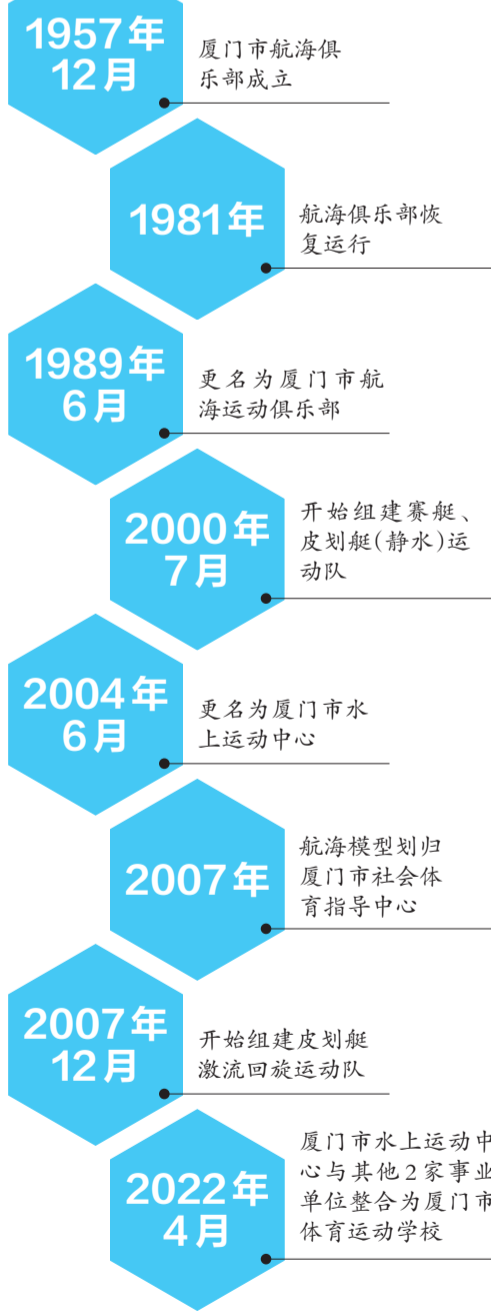 1957年
12月
厦门市航海俱
乐部成立
1981年
航海俱乐部恢
复运行
1989年
6月
更名为厦门市航
海运动俱乐部
2000年
7月
开始组建赛艇、
皮划艇(静水)运
动队
2004年
6月
更名为厦门市水
上运动中心
2007年
航海模型划归
厦门市社会体
育指导中心
2007年
12月
开始组建皮划艇
激流回旋运动队
2022年
4月
厦门市水上运动中
心与其他2家事业
单位整合为厦门市
体育运动学校